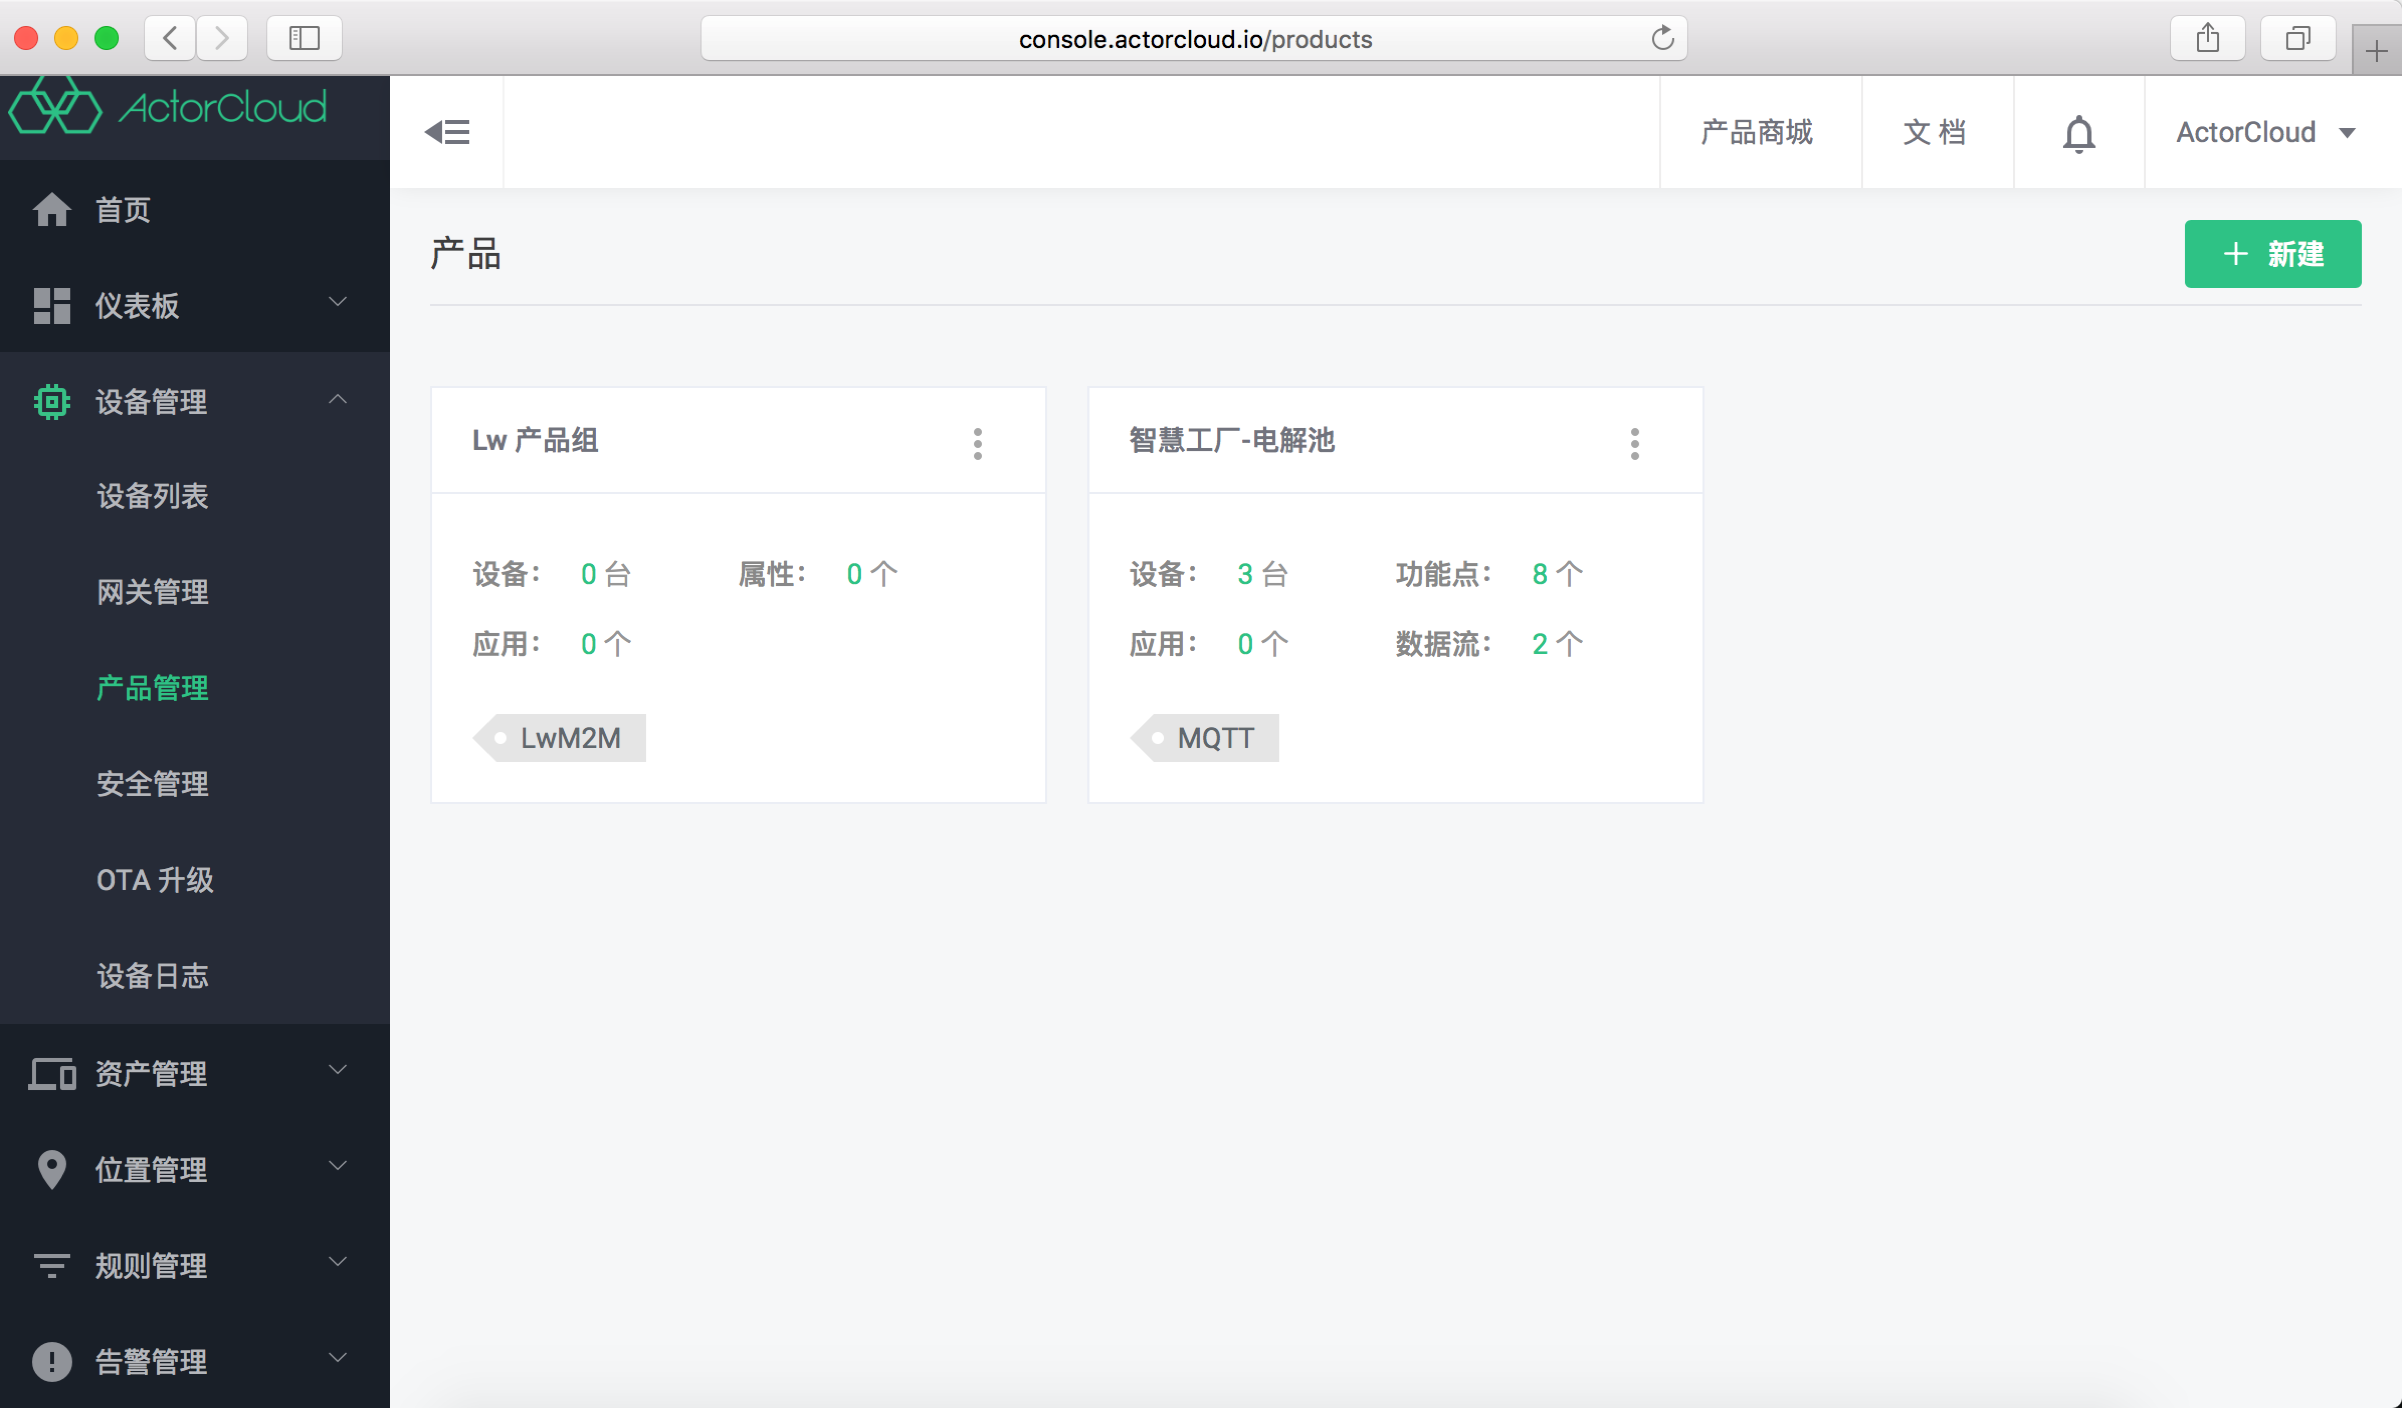 console.actorcloud.io/products
ActorCloud
产品商城
文 档
ActorCloud
首页
仪表板
设备管理
设备列表
网关管理
产品管理
安全管理
OTA 升级
设备日志
资产管理
位置管理
规则管理
告警管理
产品
新建
Lw 产品组
设备： 0 台 属性： 0 个
应用： 0 个
LwM2M
智慧工厂-电解池
设备： 3 台 功能点： 8 个
应用： 0 个 数据流： 2 个
MQTT